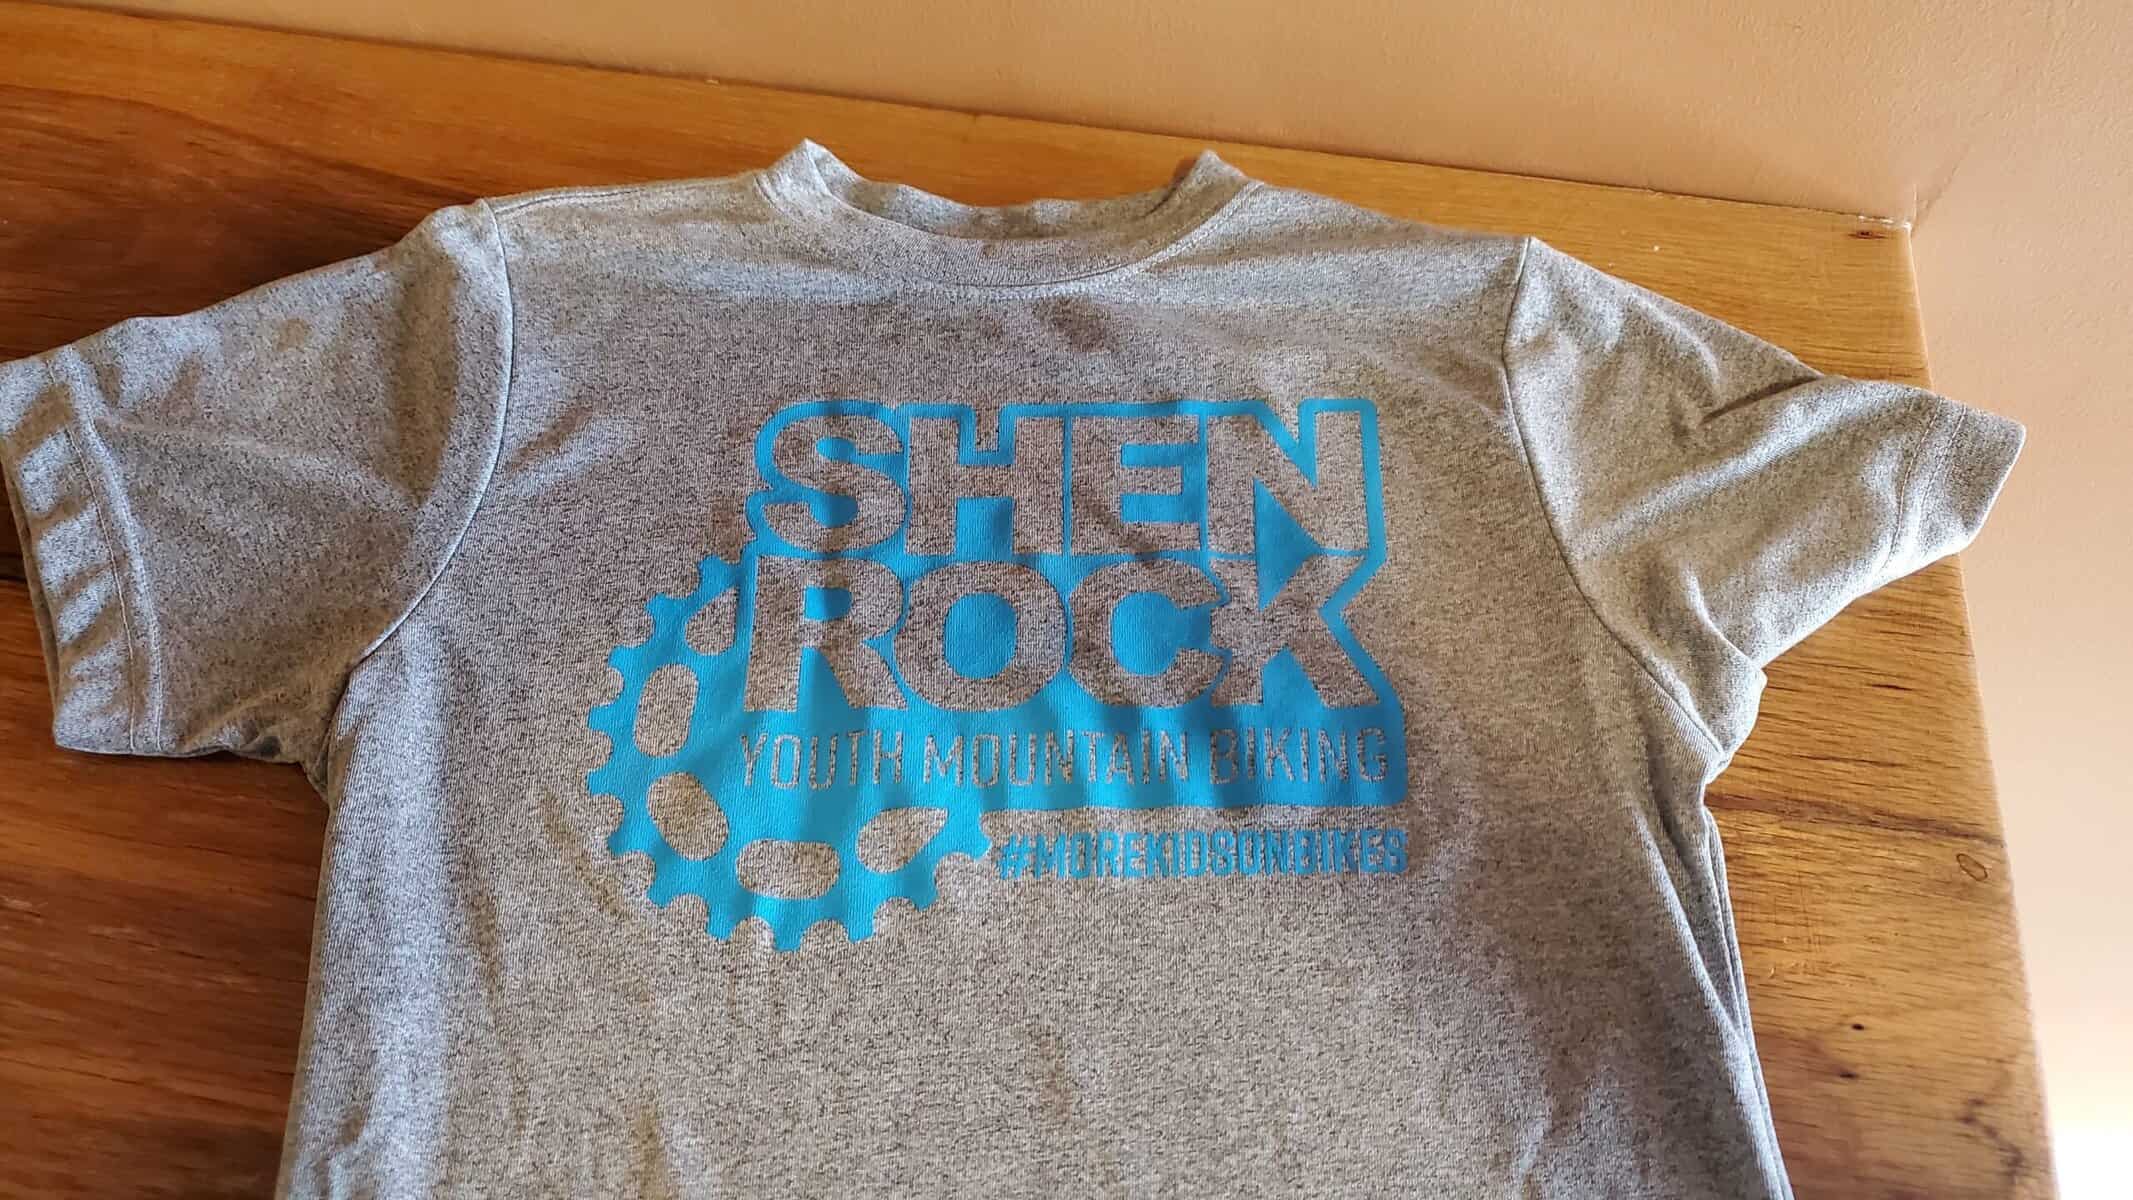 SHEN
ROCK
YOUTH MOUNTAIN BIKING
#MOREKIDSONBIKES